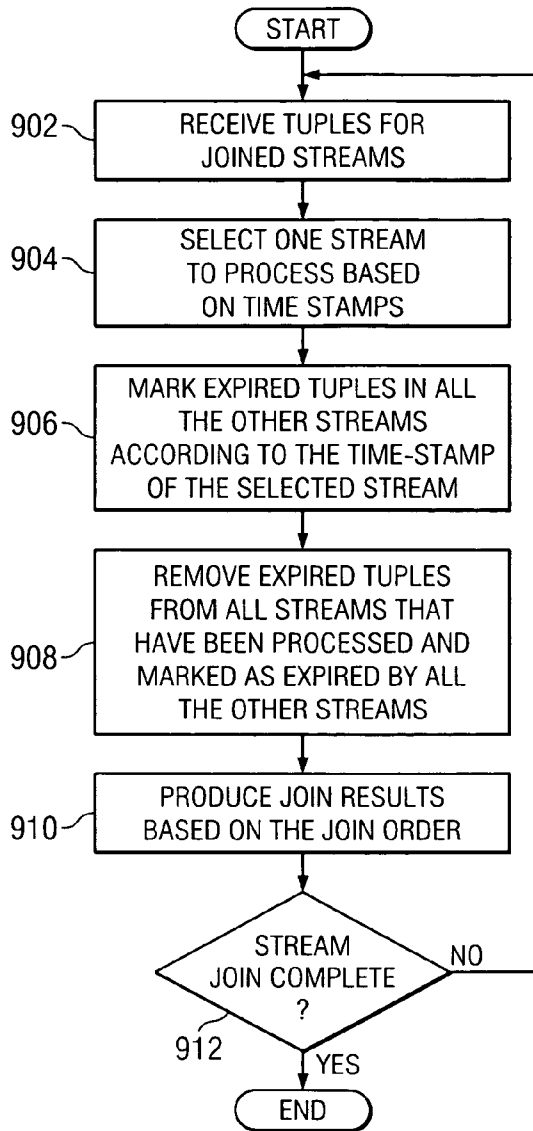 START
902
RECEIVE TUPLES FOR
JOINED STREAMS
904
SELECT ONE STREAM
TO PROCESS BASED
ON TIME STAMPS
906
MARK EXPIRED TUPLES IN ALL
THE OTHER STREAMS
ACCORDING TO THE TIME-STAMP
OF THE SELECTED STREAM
908
REMOVE EXPIRED TUPLES
FROM ALL STREAMS THAT
HAVE BEEN PROCESSED AND
MARKED AS EXPIRED BY ALL
THE OTHER STREAMS
910
PRODUCE JOIN RESULTS
BASED ON THE JOIN ORDER
STREAM
JOIN COMPLETE
?
NO
912
YES
END